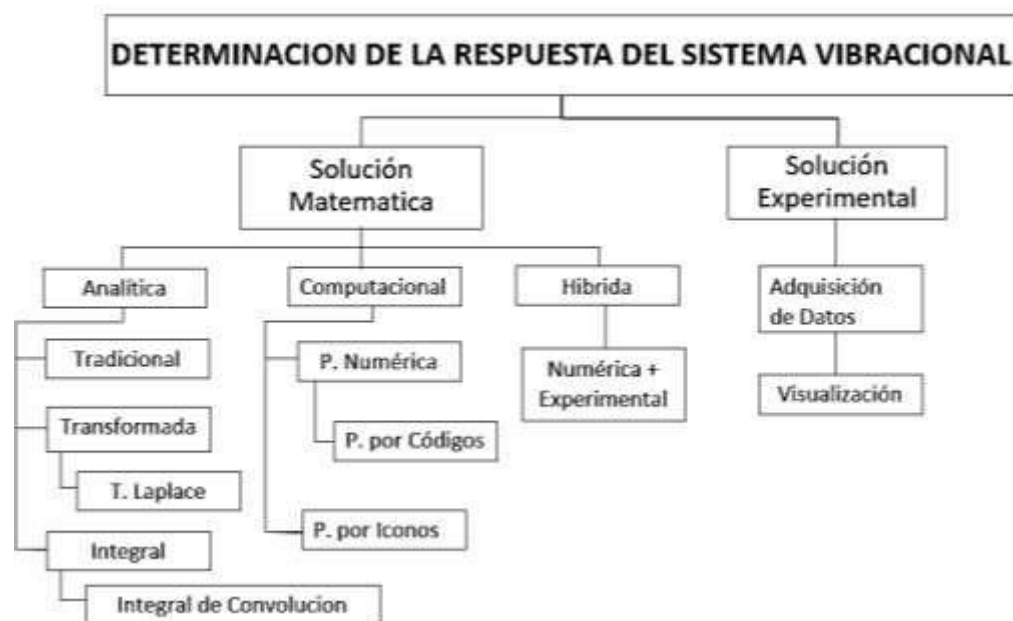 DETERMINACION DE LA RESPUESTA DEL SISTEMA VIBRACIONAL
Solución
Matematica
Solución
Experimental
Analítica
Computacional
Hibrida
Adquisición
de Datos
Tradicional
P. Numérica
Numérica +
Experimental
Visualización
Transformada
P. por Códigos
T. Laplace
P. por Iconos
Integral
Integral de Convolucion